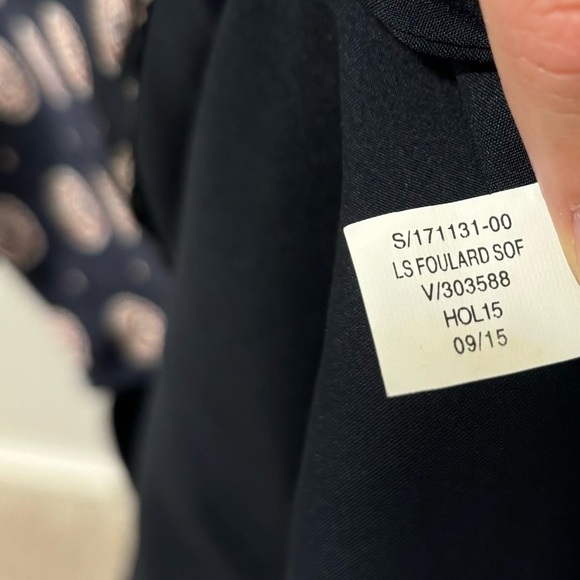 S/171131-00
LS FOULARD SOF
V/303588
HOL15
09/15